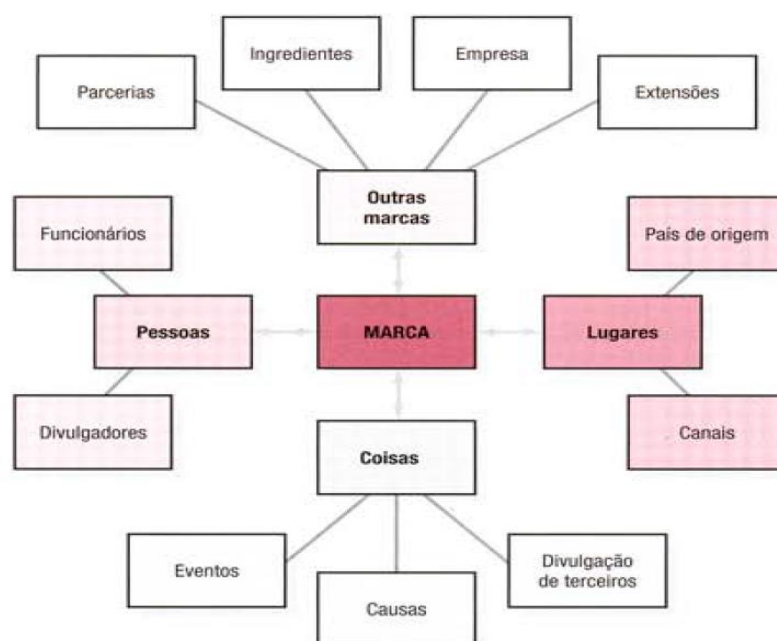 Ingredientes
Empresa
Parcerias
Extensões
Outras
marcas
Funcionários
País de origem
Pessoas
MARCA
Lugares
Divulgadores
Canais
Coisas
Eventos
Divulgação
de terceiros
Causas